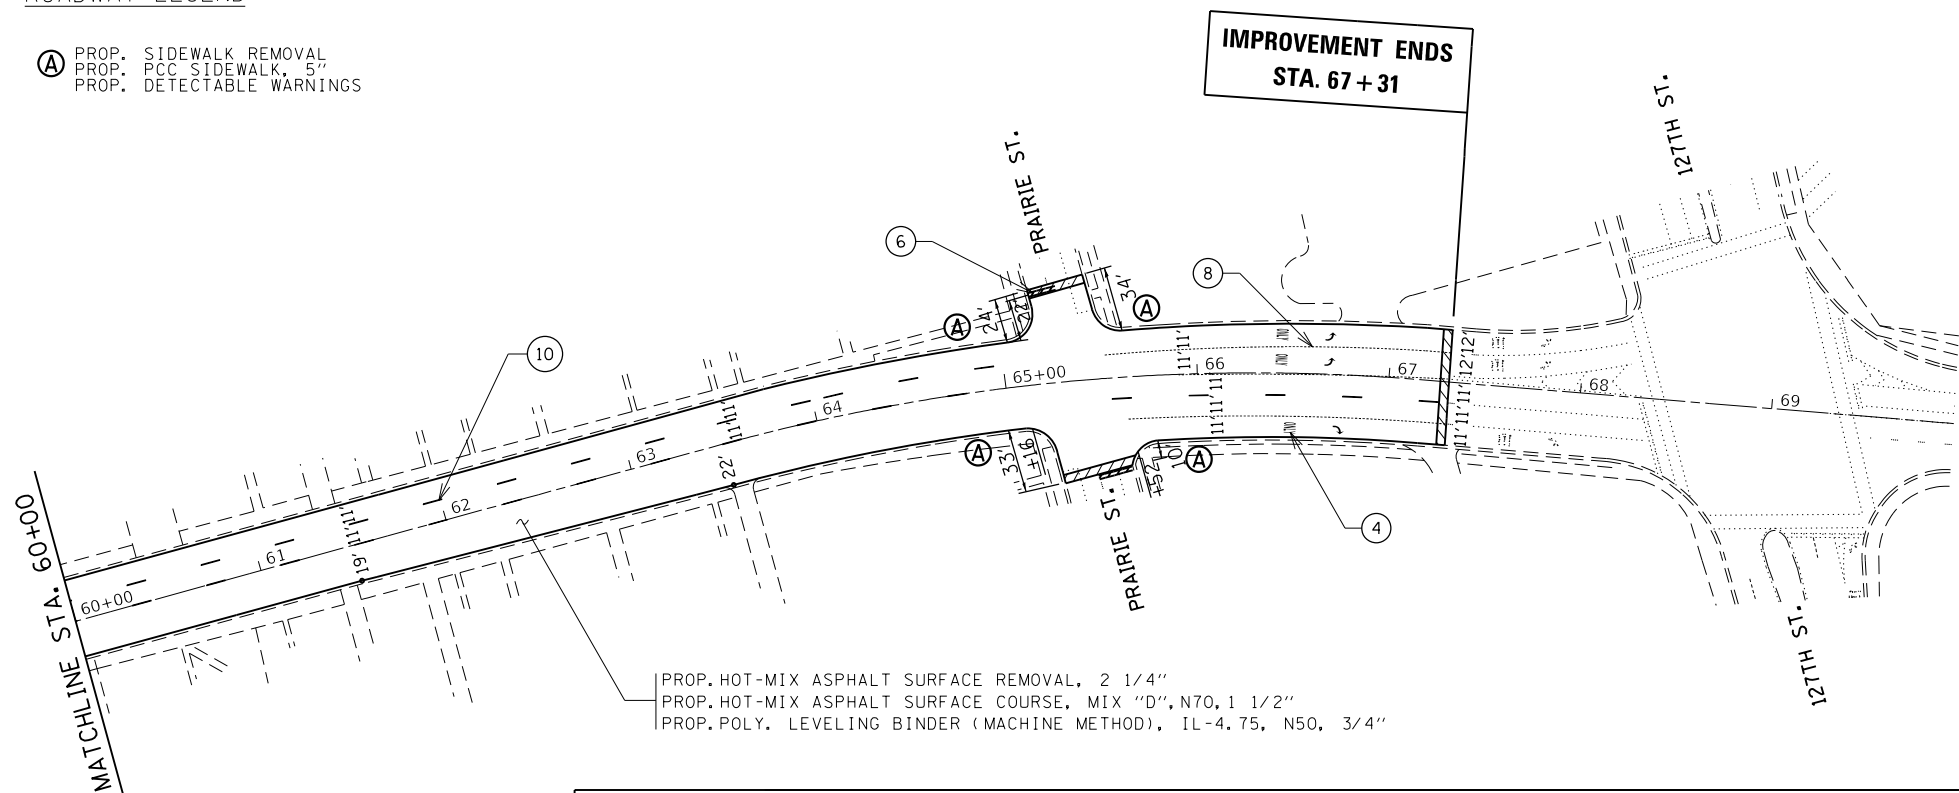 ROADWAY LEGEND
A
PROP. SIDEWALK REMOVAL
PROP. PCC SIDEWALK, 5"
PROP. DETECTABLE WARNINGS
IMPROVEMENT ENDS
STA. 67+31
127TH ST.
PRAIRIE ST.
6
8
10
A
24'
22'
34'
A
11' 11'
ONLY
ONLY
12' 12'
65+00
66
67
68
69
64
63
62
61
60+00
11' 11'
11' 11'
11' 11' 11'
ONLY
22'
11' 11'
19'
A
33'
+16
+52
10'
A
4
MATCHLINE STA. 60+00
PRAIRIE ST.
127TH ST.
PROP. HOT-MIX ASPHALT SURFACE REMOVAL, 2 1/4"
PROP. HOT-MIX ASPHALT SURFACE COURSE, MIX "D", N70, 1 1/2"
PROP. POLY. LEVELING BINDER (MACHINE METHOD), IL-4.75, N50, 3/4"